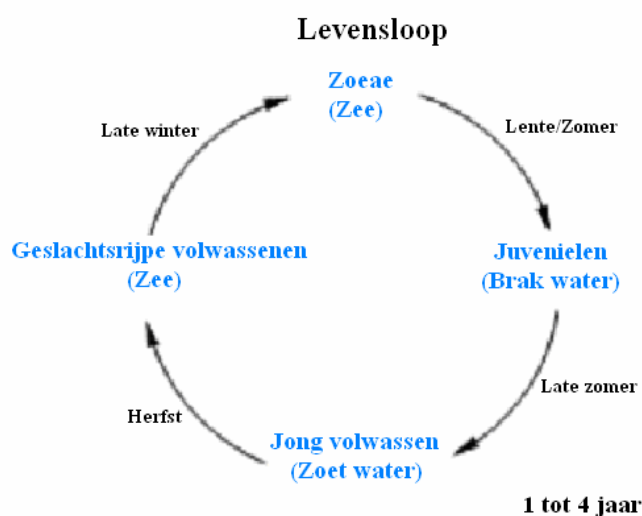 Levensloop
Zoeae
(Zee)
Late winter
Lente/Zomer
Geslachtsrijpe volwassenen
(Zee)
Juvenielen
(Brak water)
Late zomer
Herfst
Jong volwassen
(Zoet water)
1 tot 4 jaar